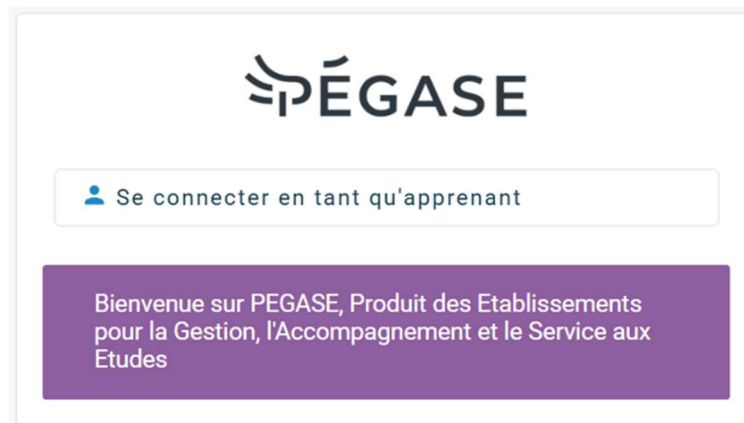 PÉGASE
Se connecter en tant qu'apprenant
Bienvenue sur PEGASE, Produit des Etablissements
pour la Gestion, l'Accompagnement et le Service aux
Etudes